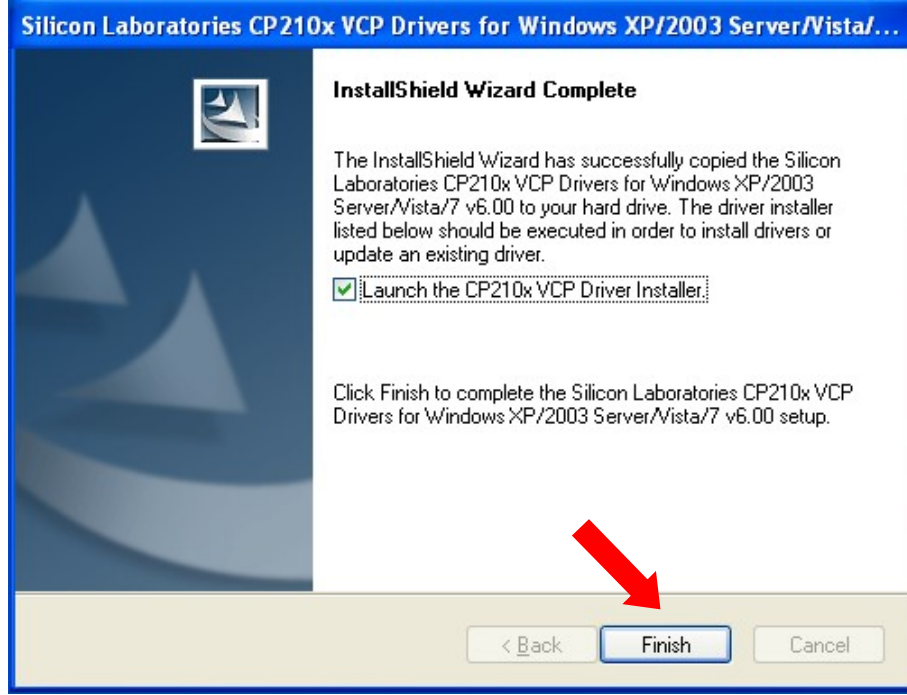 Silicon Laboratories CP210x VCP Drivers for Windows XP/2003 Server/Vista/...
InstallShield Wizard Complete
The InstallShield Wizard has successfully copied the Silicon
Laboratories CP210x VCP Drivers for Windows XP/2003
Server/Vista/7 v6.00 to your hard drive. The driver installer
listed below should be executed in order to install drivers or
update an existing driver.
Launch the CP210x VCP Driver Installer.
Click Finish to complete the Silicon Laboratories CP210x VCP
Drivers for Windows XP/2003 Server/Vista/7 v6.00 setup.
< Back Finish Cancel